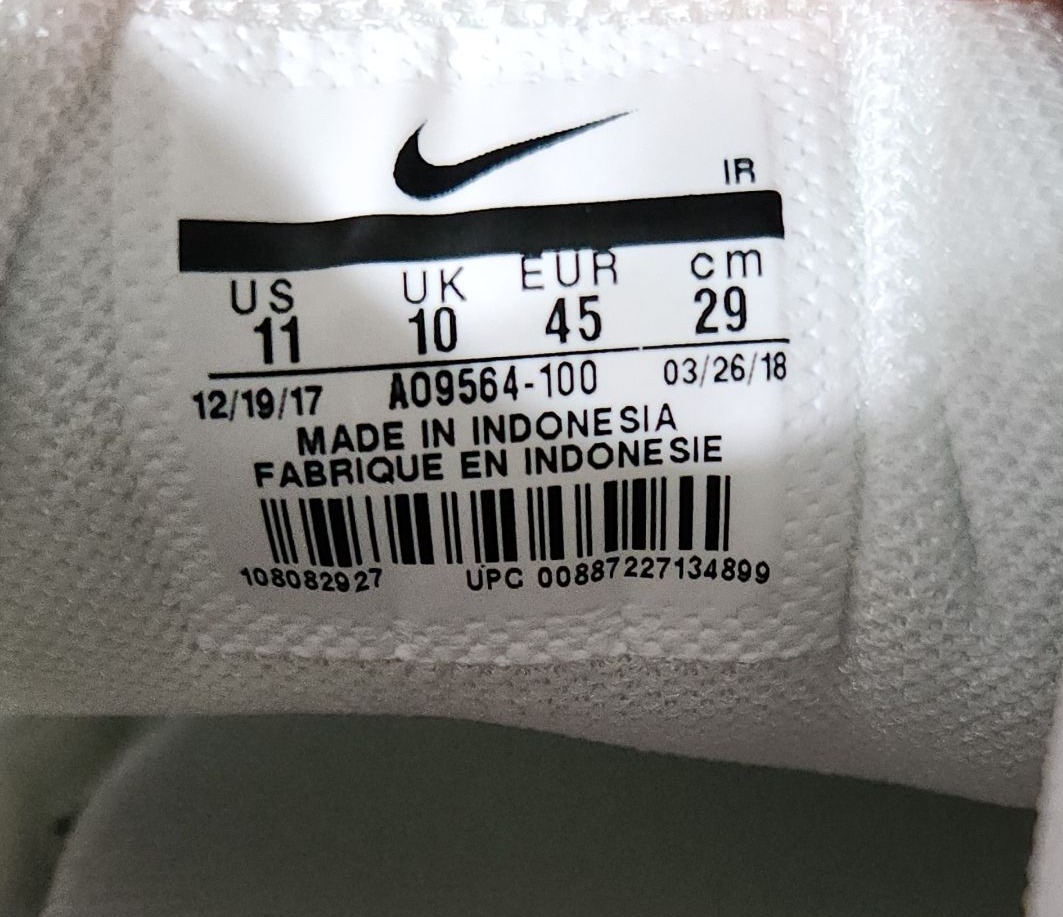 IR
US UK EUR cm
11 10 45 29
12/19/17 AO9564-100 03/26/18
MADE IN INDONESIA
FABRIQUE EN INDONESIE
108082927 UPC 00887227134899